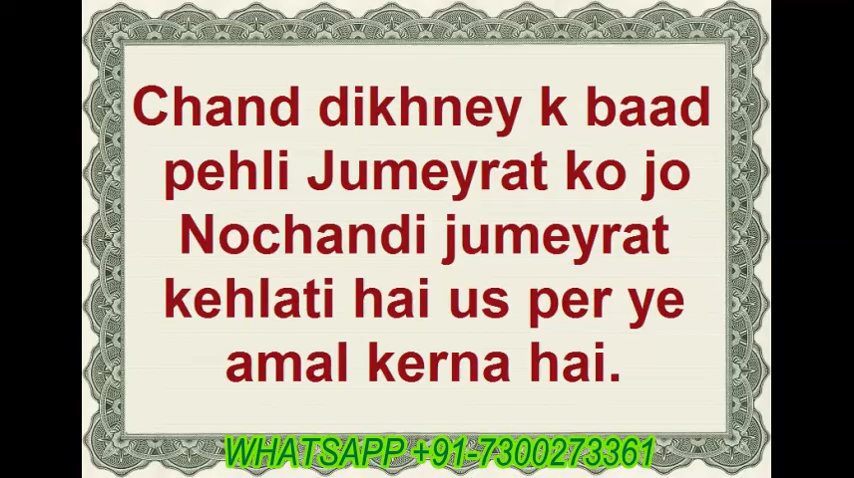 Chand dikhney k baad
pehli Jumeyrat ko jo
Nochandi jumeyrat
kehlati hai us per ye
amal kerna hai.
WHATSAPP +91-7300273361